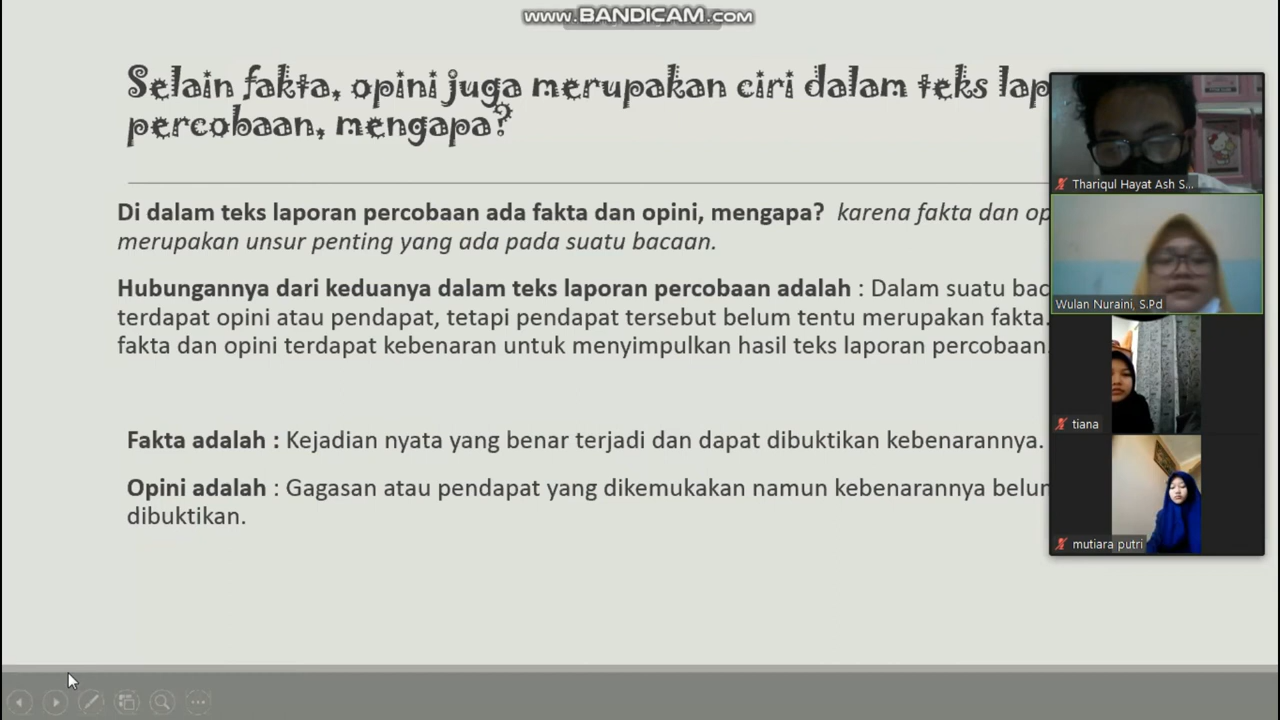 www.BANDICAM.com
Selain fakta, opini juga merupakan ciri dalam teks lap
percobaan, mengapa?
Di dalam teks laporan percobaan ada fakta dan opini, mengapa? karena fakta dan op
merupakan unsur penting yang ada pada suatu bacaan.
Hubungannya dari keduanya dalam teks laporan percobaan adalah : Dalam suatu bac
terdapat opini atau pendapat, tetapi pendapat tersebut belum tentu merupakan fakta.
fakta dan opini terdapat kebenaran untuk menyimpulkan hasil teks laporan percobaan.
Fakta adalah : Kejadian nyata yang benar terjadi dan dapat dibuktikan kebenarannya.
Opini adalah : Gagasan atau pendapat yang dikemukakan namun kebenarannya belum
dibuktikan.
Thariqul Hayat Ash S...
Wulan Nuraini, S.Pd
tiana
mutiara putri